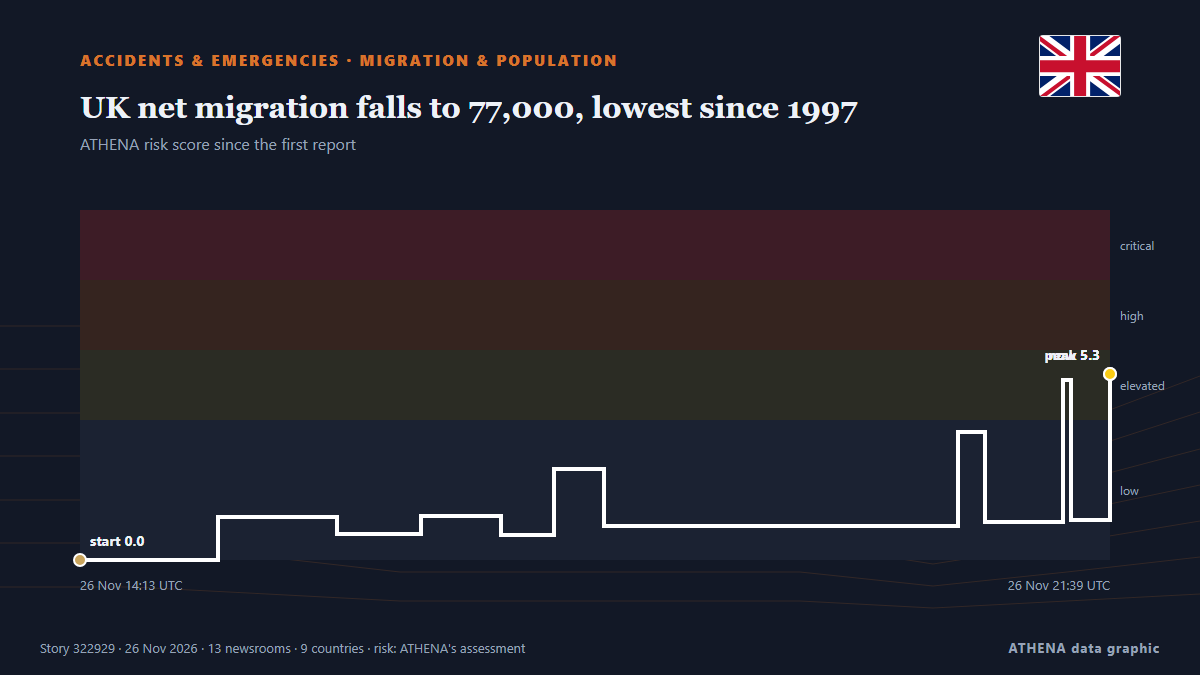 ACCIDENTS & EMERGENCIES · MIGRATION & POPULATION
UK net migration falls to 77,000, lowest since 1997
ATHENA risk score since the first report
critical
high
peak 5.3
elevated
low
start 0.0
26 Nov 14:13 UTC
26 Nov 21:39 UTC
Story 322929 · 26 Nov 2026 · 13 newsrooms · 9 countries · risk: ATHENA's assessment
ATHENA data graphic